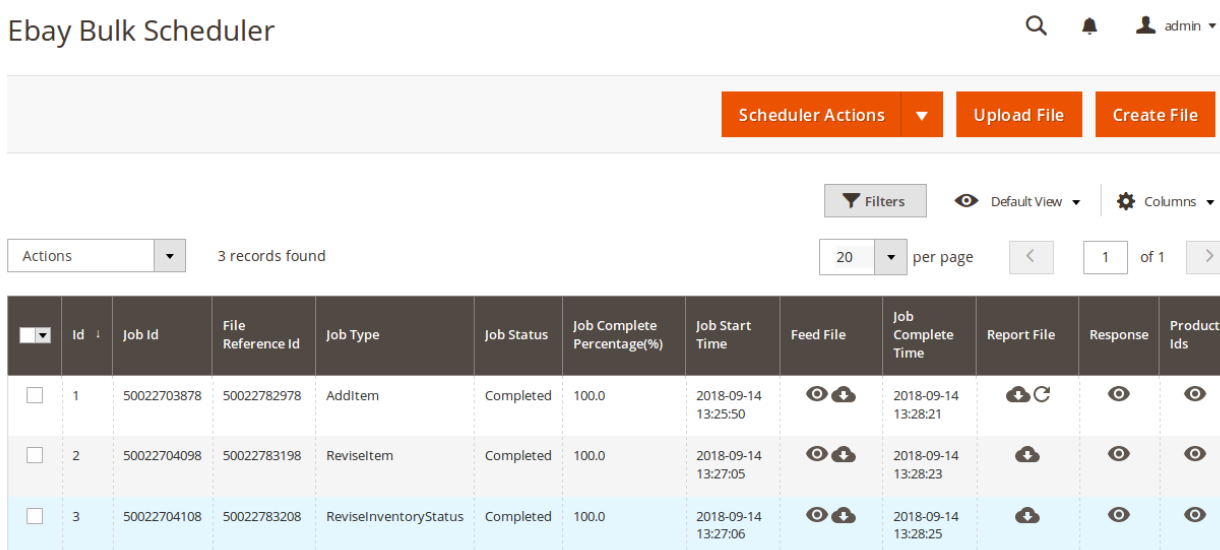 Ebay Bulk Scheduler
admin
Scheduler Actions
Upload File
Create File
Filters
Default View
Columns
Actions
3 records found
20
per page
1
of 1
Id ↓
Job Id
File
Reference Id
Job Type
Job Status
Job Complete
Percentage(%)
Job Start
Time
Feed File
Job
Complete
Time
Report File
Response
Product
Ids
1 50022703878 50022782978 AddItem Completed 100.0 2018-09-14 2018-09-14
13:25:50 13:28:21
2 50022704098 50022783198 ReviseItem Completed 100.0 2018-09-14 2018-09-14
13:27:05 13:28:23
3 50022704108 50022783208 ReviseInventoryStatus Completed 100.0 2018-09-14 2018-09-14
13:27:06 13:28:25